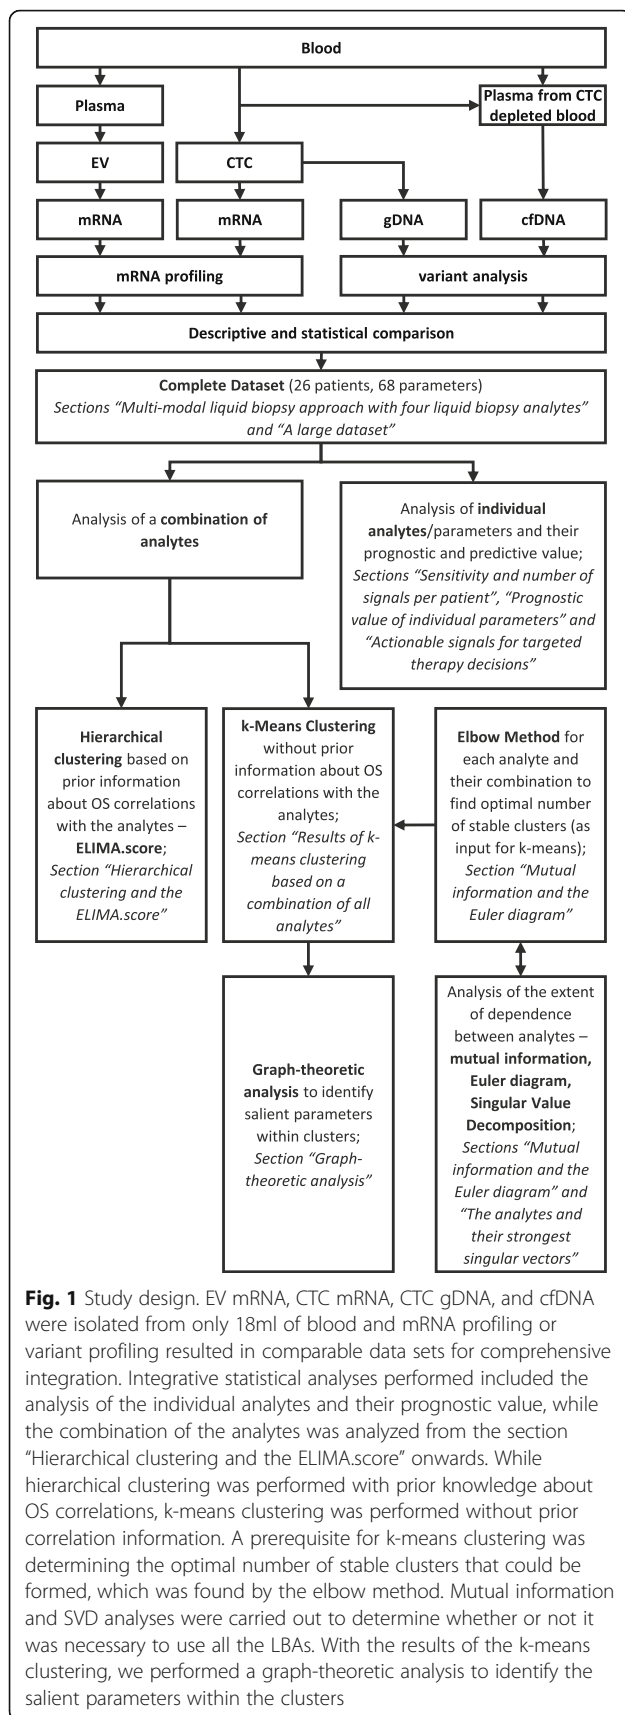 Blood
Plasma
Plasma from CTC
depleted blood
EV
CTC
mRNA
mRNA
gDNA
cfDNA
mRNA profiling
variant analysis
Descriptive and statistical comparison
Complete Dataset (26 patients, 68 parameters)
Sections “Multi-modal liquid biopsy approach with four liquid biopsy analytes”
and “A large dataset”
Analysis of a combination of
analytes
Analysis of individual
analytes/parameters and their
prognostic and predictive value;
Sections “Sensitivity and number of
signals per patient”, “Prognostic
value of individual parameters” and
“Actionable signals for targeted
therapy decisions”
Hierarchical
clustering based on
prior information
about OS correlations
with the analytes –
ELIMA.score;
Section “Hierarchical
clustering and the
ELIMA.score”
k-Means Clustering
without prior
information about OS
correlations with the
analytes;
Section “Results of k-
means clustering
based on a
combination of all
analytes”
Elbow Method for
each analyte and
their combination to
find optimal number
of stable clusters (as
input for k-means);
Section “Mutual
information and the
Euler diagram”
Graph-theoretic
analysis to identify
salient parameters
within clusters;
Section “Graph-
theoretic analysis”
Analysis of the extent
of dependence
between analytes –
mutual information,
Euler diagram,
Singular Value
Decomposition;
Sections “Mutual
information and the
Euler diagram” and
“The analytes and
their strongest
singular vectors”
Fig. 1 Study design. EV mRNA, CTC mRNA, CTC gDNA, and cfDNA
were isolated from only 18ml of blood and mRNA profiling or
variant profiling resulted in comparable data sets for comprehensive
integration. Integrative statistical analyses performed included the
analysis of the individual analytes and their prognostic value, while
the combination of the analytes was analyzed from the section
“Hierarchical clustering and the ELIMA.score” onwards. While
hierarchical clustering was performed with prior knowledge about
OS correlations, k-means clustering was performed without prior
correlation information. A prerequisite for k-means clustering was
determining the optimal number of stable clusters that could be
formed, which was found by the elbow method. Mutual information
and SVD analyses were carried out to determine whether or not it
was necessary to use all the LBAs. With the results of the k-means
clustering, we performed a graph-theoretic analysis to identify the
salient parameters within the clusters